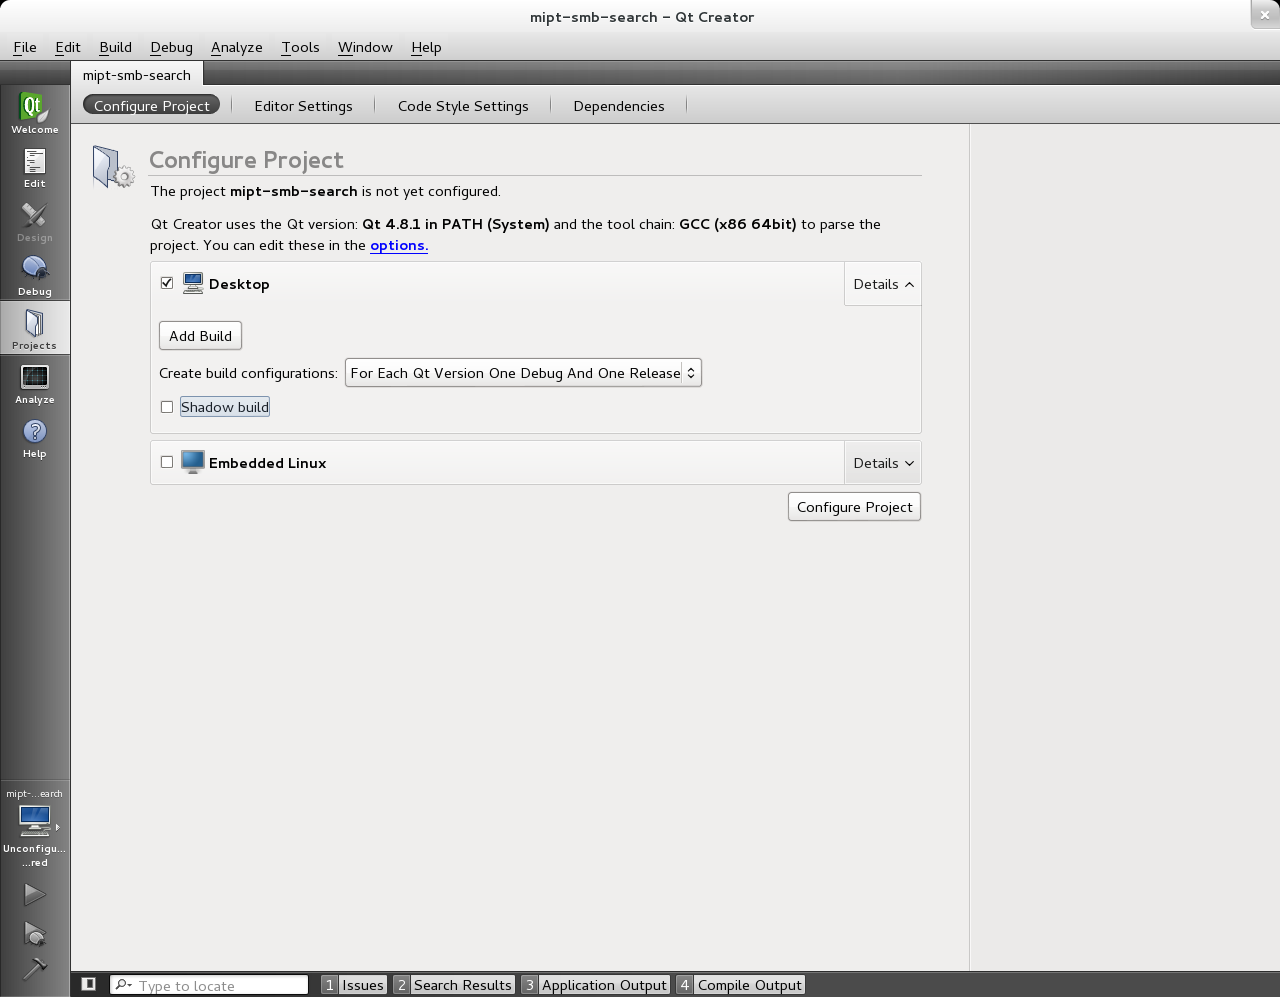 mipt-smb-search - Qt Creator
File Edit Build Debug Analyze Tools Window Help
mipt-smb-search
Configure Project Editor Settings Code Style Settings Dependencies
Qt
Welcome
Edit
Design
Debug
Projects
Analyze
Help
Configure Project
The project mipt-smb-search is not yet configured.
Qt Creator uses the Qt version: Qt 4.8.1 in PATH (System) and the tool chain: GCC (x86 64bit) to parse the
project. You can edit these in the options.
Desktop Details
Add Build
Create build configurations: For Each Qt Version One Debug And One Release
Shadow build
Embedded Linux Details
Configure Project
mipt-...earch
Unconfigu...
...red
Type to locate 1 Issues 2 Search Results 3 Application Output 4 Compile Output